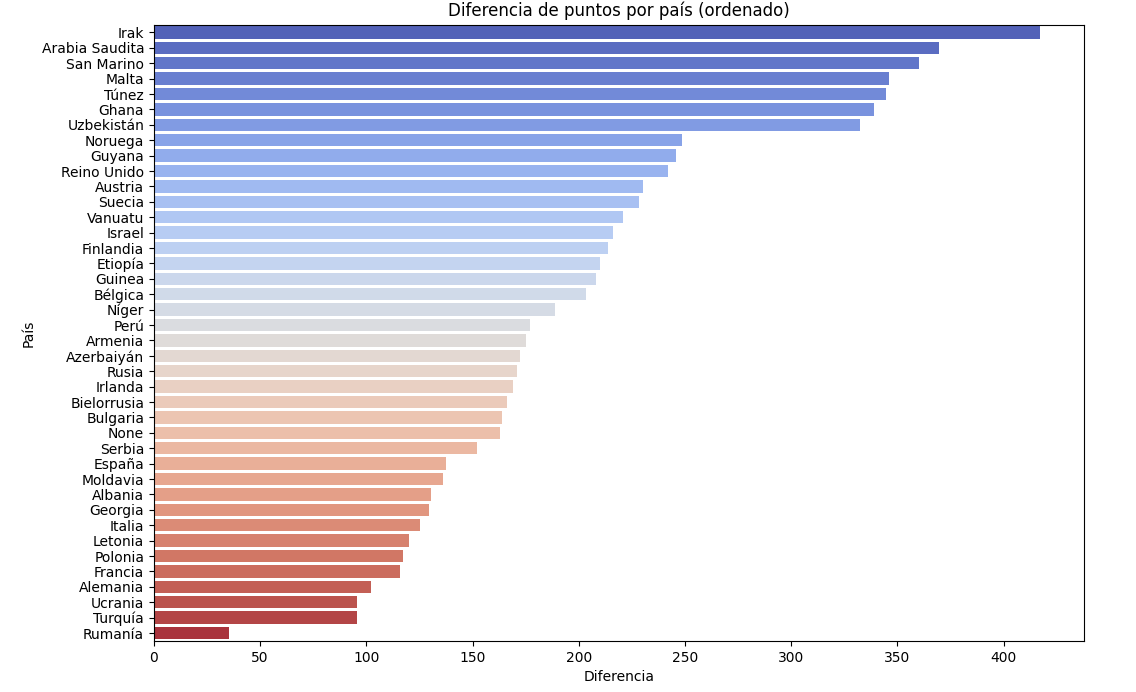 Diferencia de puntos por país (ordenado)
País
Irak
Arabia Saudita
San Marino
Malta
Túnez
Ghana
Uzbekistán
Noruega
Guyana
Reino Unido
Austria
Suecia
Vanuatu
Israel
Finlandia
Etiopía
Guinea
Bélgica
Níger
Perú
Armenia
Azerbaiyán
Rusia
Irlanda
Bielorrusia
Bulgaria
None
Serbia
España
Moldavia
Albania
Georgia
Italia
Letonia
Polonia
Francia
Alemania
Ucrania
Turquía
Rumanía
0 50 100 150 200 250 300 350 400
Diferencia